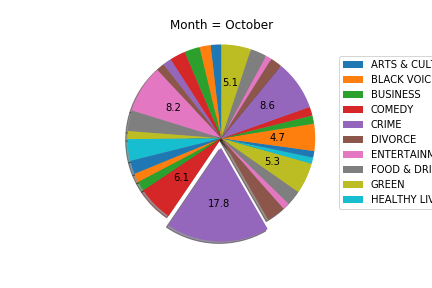 Month = October
5.1
8.2
8.6
4.7
5.3
6.1
17.8
ARTS & CULT
BLACK VOIC
BUSINESS
COMEDY
CRIME
DIVORCE
ENTERTAINM
FOOD & DRI
GREEN
HEALTHY LIV